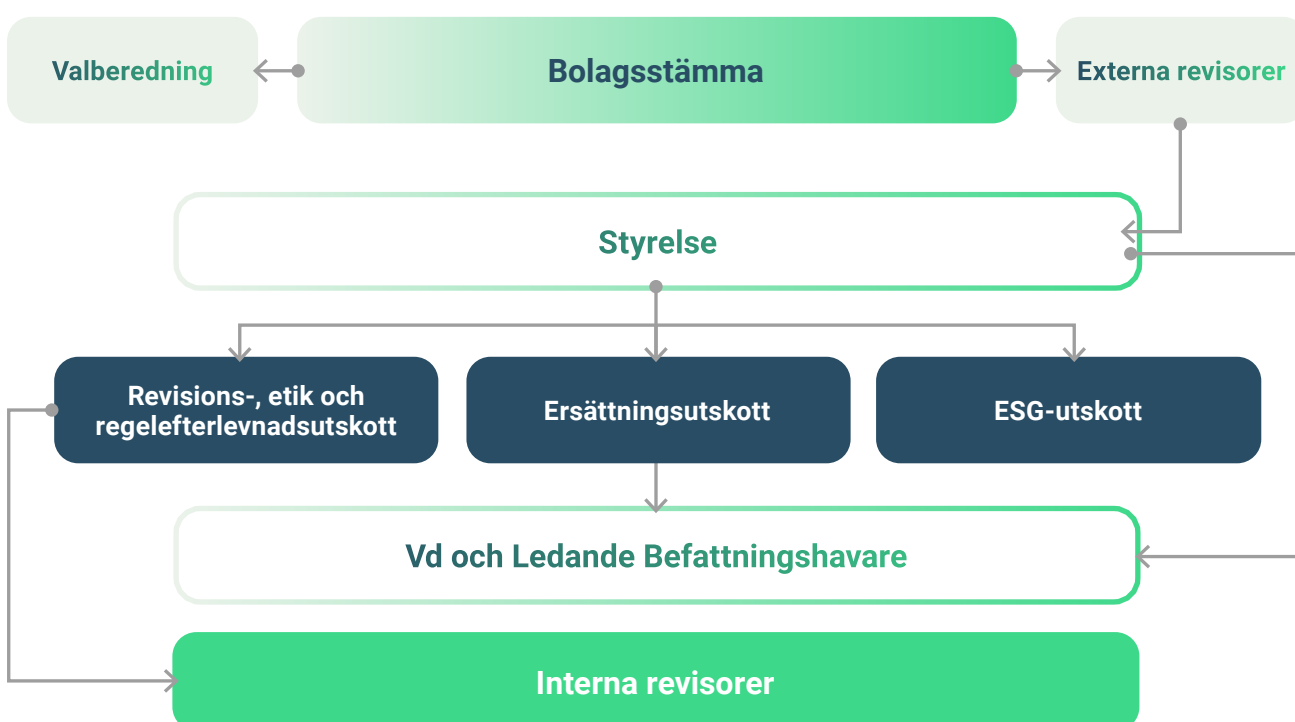 Valberedning
Bolagsstämma
Externa revisorer
Styrelse
Revisions-, etik och
regelefterlevnadsutskott
Ersättningsutskott
ESG-utskott
Vd och Ledande Befattningshavare
Interna revisorer